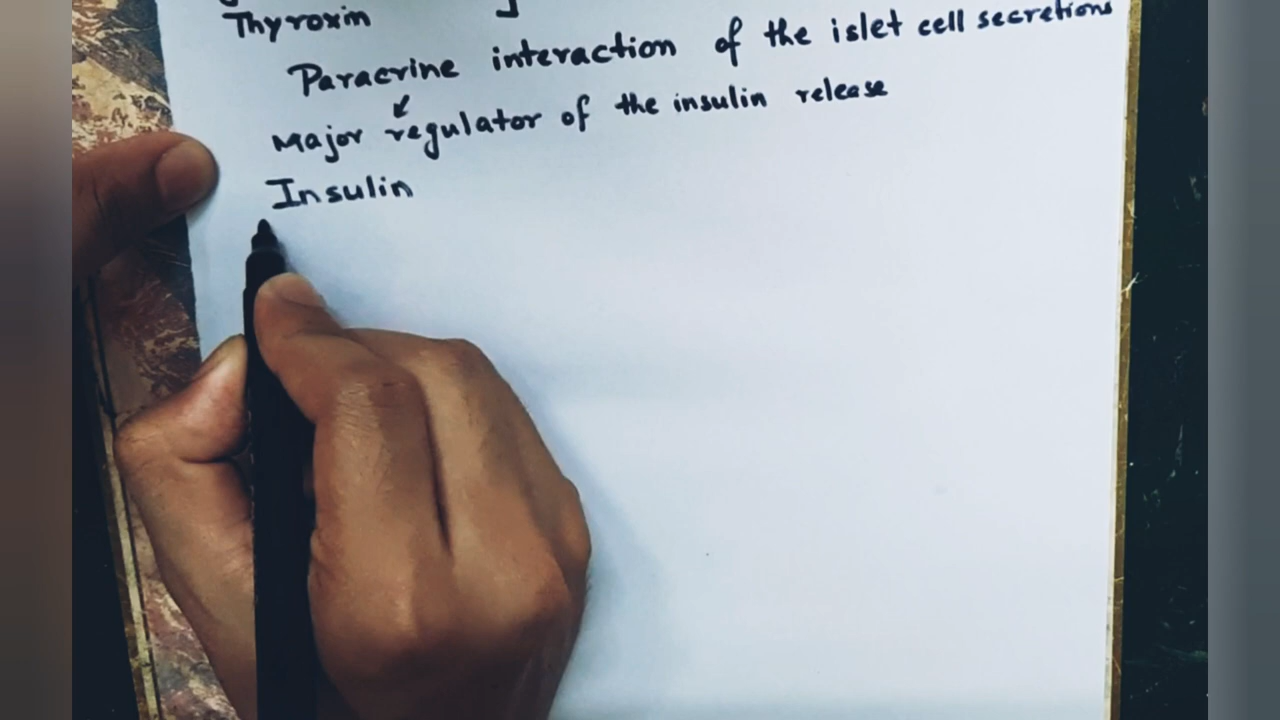 Thyroxin
Paracrine interaction of the islet cell secretions
Major regulator of the insulin release
Insulin